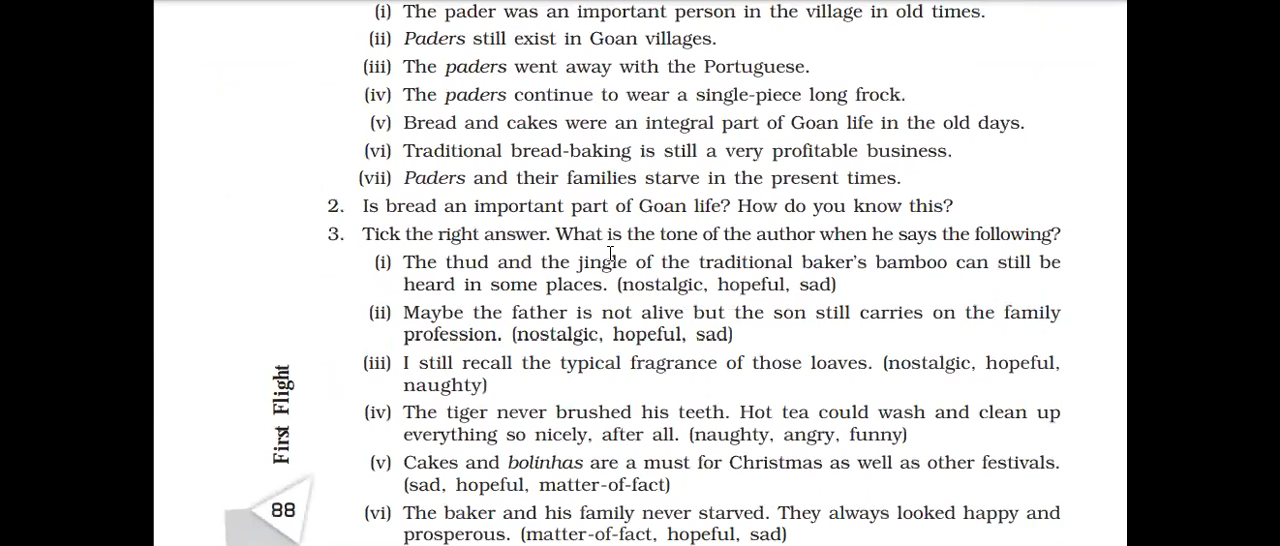 (i) The pader was an important person in the village in old times.
(ii) Paders still exist in Goan villages.
(iii) The paders went away with the Portuguese.
(iv) The paders continue to wear a single-piece long frock.
(v) Bread and cakes were an integral part of Goan life in the old days.
(vi) Traditional bread-baking is still a very profitable business.
(vii) Paders and their families starve in the present times.
2. Is bread an important part of Goan life? How do you know this?
3. Tick the right answer. What is the tone of the author when he says the following?
(i) The thud and the jingle of the traditional baker's bamboo can still be
heard in some places. (nostalgic, hopeful, sad)
(ii) Maybe the father is not alive but the son still carries on the family
profession. (nostalgic, hopeful, sad)
(iii) I still recall the typical fragrance of those loaves. (nostalgic, hopeful,
naughty)
(iv) The tiger never brushed his teeth. Hot tea could wash and clean up
everything so nicely, after all. (naughty, angry, funny)
(v) Cakes and bolinhas are a must for Christmas as well as other festivals.
(sad, hopeful, matter-of-fact)
(vi) The baker and his family never starved. They always looked happy and
prosperous. (matter-of-fact, hopeful, sad)
First Flight
88